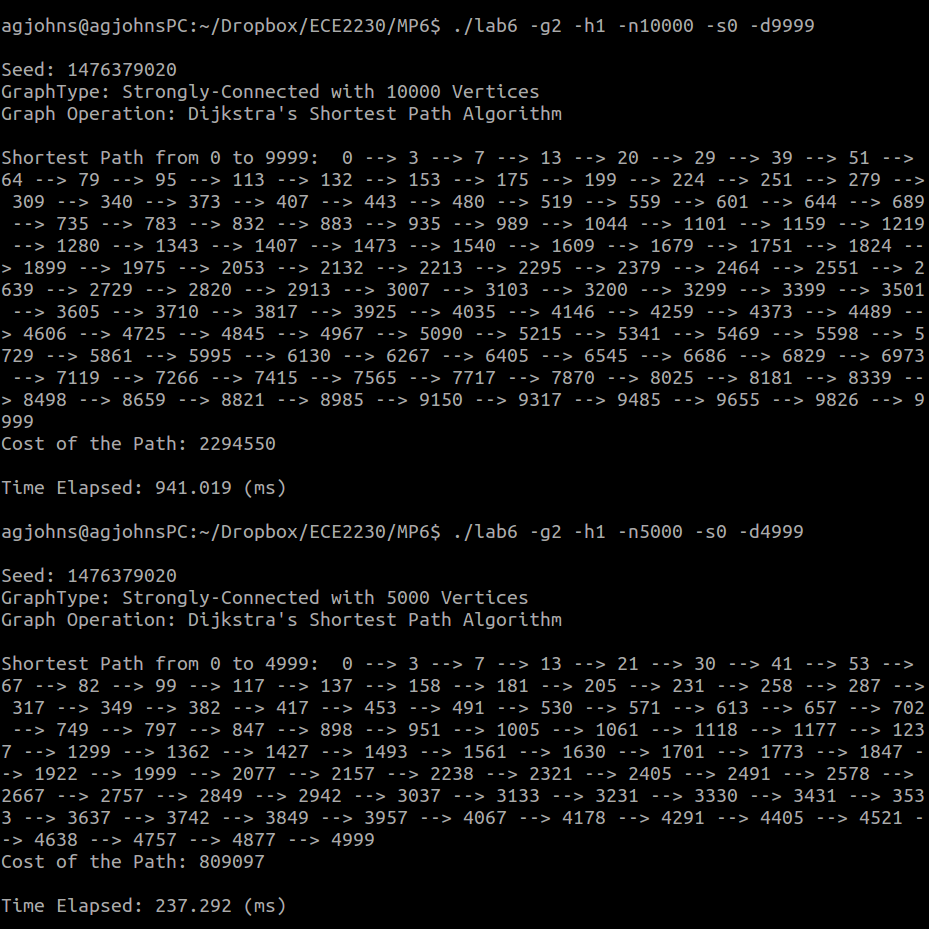 agjohns@agjohnsPC:~/Dropbox/ECE2230/MP6$ ./lab6 -g2 -h1 -n10000 -s0 -d9999
Seed: 1476379020
GraphType: Strongly-Connected with 10000 Vertices
Graph Operation: Dijkstra's Shortest Path Algorithm
Shortest Path from 0 to 9999:  0 --> 3 --> 7 --> 13 --> 20 --> 29 --> 39 --> 51 -->
64 --> 79 --> 95 --> 113 --> 132 --> 153 --> 175 --> 199 --> 224 --> 251 --> 279 -->
 309 --> 340 --> 373 --> 407 --> 443 --> 480 --> 519 --> 559 --> 601 --> 644 --> 689
 --> 735 --> 783 --> 832 --> 883 --> 935 --> 989 --> 1044 --> 1101 --> 1159 --> 1219
 --> 1280 --> 1343 --> 1407 --> 1473 --> 1540 --> 1609 --> 1679 --> 1751 --> 1824 --
> 1899 --> 1975 --> 2053 --> 2132 --> 2213 --> 2295 --> 2379 --> 2464 --> 2551 --> 2
639 --> 2729 --> 2820 --> 2913 --> 3007 --> 3103 --> 3200 --> 3299 --> 3399 --> 3501
 --> 3605 --> 3710 --> 3817 --> 3925 --> 4035 --> 4146 --> 4259 --> 4373 --> 4489 --
> 4606 --> 4725 --> 4845 --> 4967 --> 5090 --> 5215 --> 5341 --> 5469 --> 5598 --> 5
729 --> 5861 --> 5995 --> 6130 --> 6267 --> 6405 --> 6545 --> 6686 --> 6829 --> 6973
 --> 7119 --> 7266 --> 7415 --> 7565 --> 7717 --> 7870 --> 8025 --> 8181 --> 8339 --
> 8498 --> 8659 --> 8821 --> 8985 --> 9150 --> 9317 --> 9485 --> 9655 --> 9826 --> 9
999
Cost of the Path: 2294550
Time Elapsed: 941.019 (ms)
agjohns@agjohnsPC:~/Dropbox/ECE2230/MP6$ ./lab6 -g2 -h1 -n5000 -s0 -d4999
Seed: 1476379020
GraphType: Strongly-Connected with 5000 Vertices
Graph Operation: Dijkstra's Shortest Path Algorithm
Shortest Path from 0 to 4999:  0 --> 3 --> 7 --> 13 --> 21 --> 30 --> 41 --> 53 -->
67 --> 82 --> 99 --> 117 --> 137 --> 158 --> 181 --> 205 --> 231 --> 258 --> 287 -->
 317 --> 349 --> 382 --> 417 --> 453 --> 491 --> 530 --> 571 --> 613 --> 657 --> 702
 --> 749 --> 797 --> 847 --> 898 --> 951 --> 1005 --> 1061 --> 1118 --> 1177 --> 123
7 --> 1299 --> 1362 --> 1427 --> 1493 --> 1561 --> 1630 --> 1701 --> 1773 --> 1847 -
-> 1922 --> 1999 --> 2077 --> 2157 --> 2238 --> 2321 --> 2405 --> 2491 --> 2578 -->
2667 --> 2757 --> 2849 --> 2942 --> 3037 --> 3133 --> 3231 --> 3330 --> 3431 --> 353
3 --> 3637 --> 3742 --> 3849 --> 3957 --> 4067 --> 4178 --> 4291 --> 4405 --> 4521 -
-> 4638 --> 4757 --> 4877 --> 4999
Cost of the Path: 809097
Time Elapsed: 237.292 (ms)